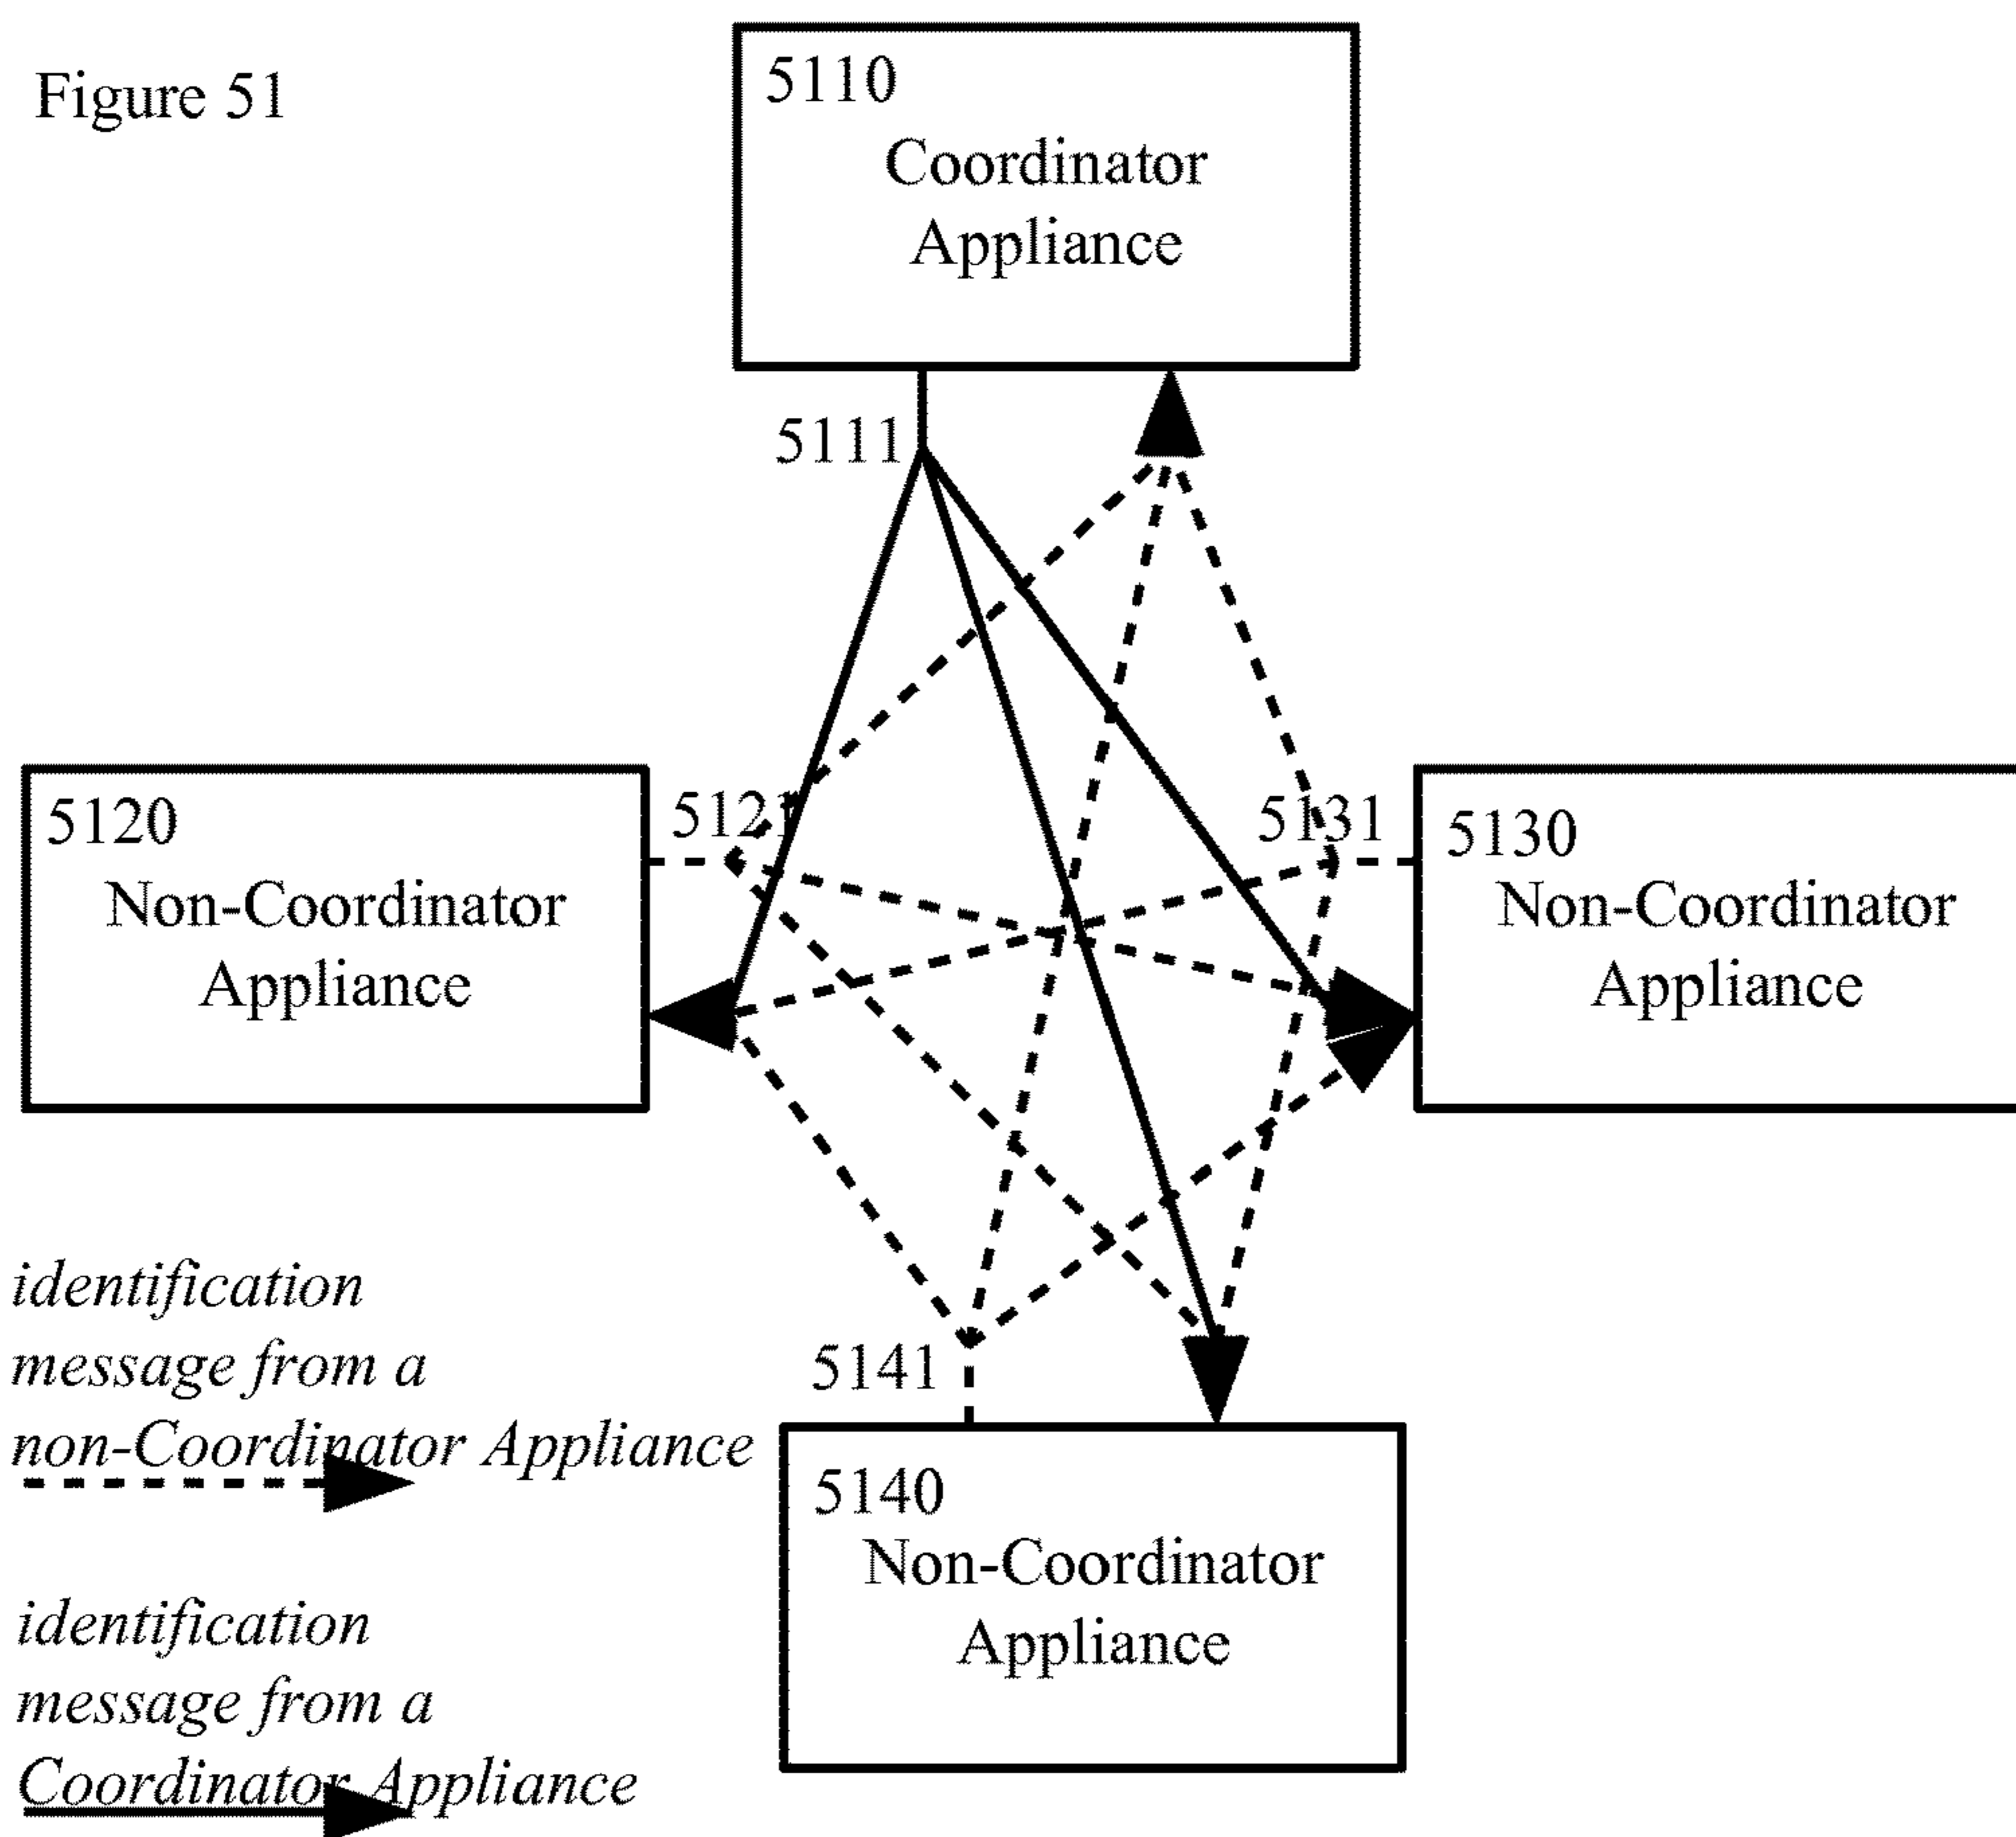 Figure 51
5110
Coordinator
Appliance
5111
5120
Non-Coordinator
Appliance
5121
5131
5130
Non-Coordinator
Appliance
identification
message from a
non-Coordinator Appliance
5141
5140
Non-Coordinator
Appliance
identification
message from a
Coordinator Appliance